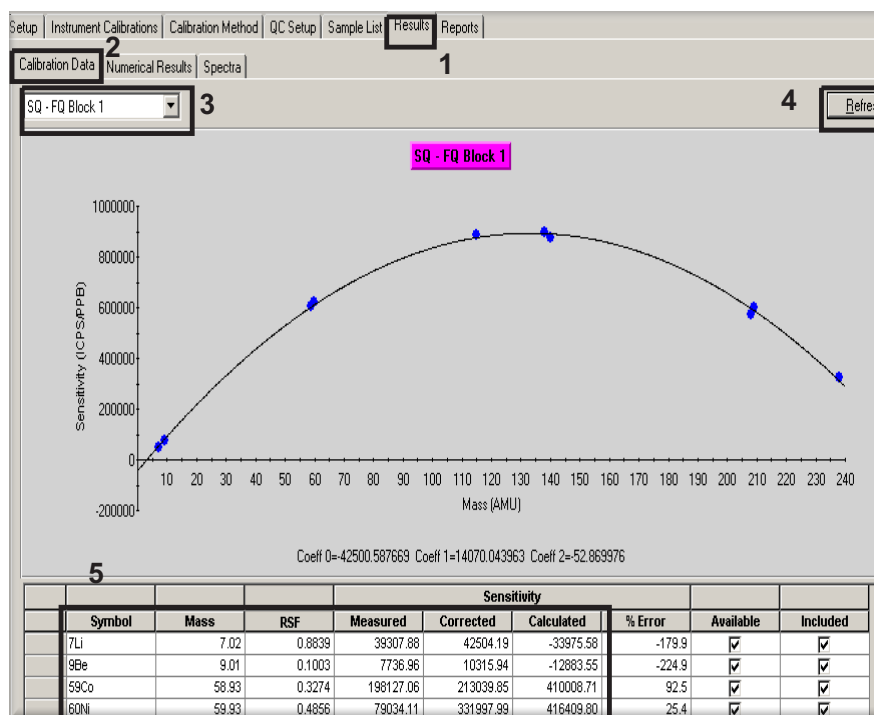 Setup Instrument Calibrations Calibration Method QC Setup Sample List Results Reports
2 1
Calibration Data Numerical Results Spectra
SQ - FQ Block 1 3 4 Refres
SQ - FQ Block 1
1000000
800000
600000
400000
200000
0
-200000
Sensitivity (ICPS/PPB)
10 20 30 40 50 60 70 80 90 100 110 120 130 140 150 160 170 180 190 200 210 220 230 240
Mass (AMU)
Coeff 0=-42500.587669 Coeff 1=14070.043963 Coeff 2=-52.869976
5
Sensitivity
Symbol Mass RSF Measured Corrected Calculated % Error Available Included
7Li 7.02 0.8839 39307.88 42504.19 -33975.58 -179.9
9Be 9.01 0.1003 7736.96 10315.94 -12883.55 -224.9
59Co 58.93 0.3274 198127.06 213039.85 410008.71 92.5
60Ni 59.93 0.4856 79034.11 331997.99 416409.80 25.4